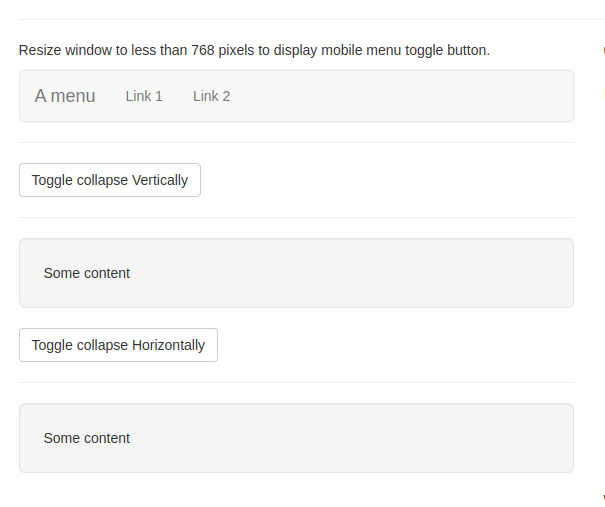 Resize window to less than 768 pixels to display mobile menu toggle button.
A menu Link 1 Link 2
Toggle collapse Vertically
Some content
Toggle collapse Horizontally
Some content